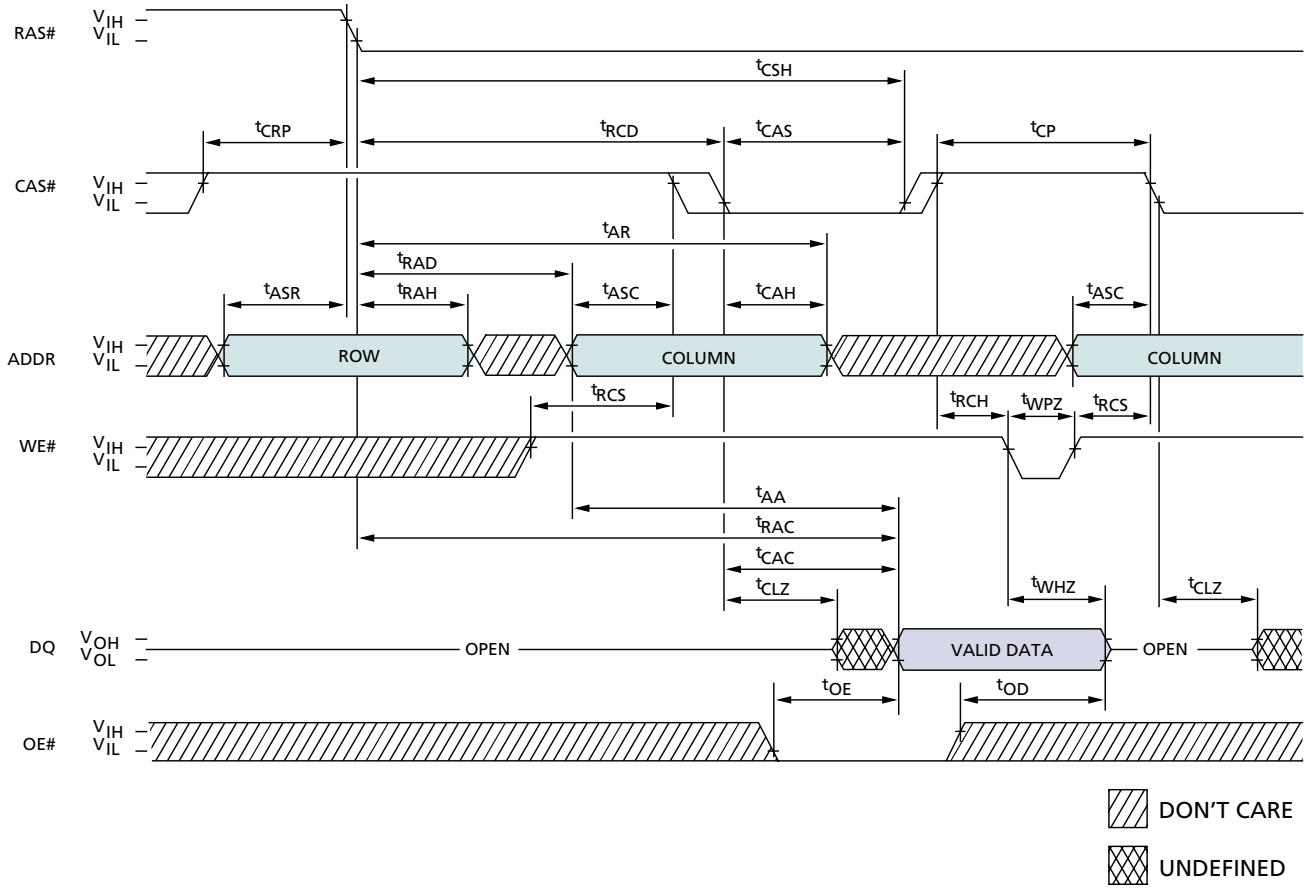 RAS# VIH
VIL
tCSH
tCRP tRCD tCAS tCP
CAS# VIH
VIL
tAR
tRAD
tASR tRAH tASC tCAH tASC
ADDR VIH
VIL
ROW COLUMN COLUMN
tRCS tRCH tWPZ tRCS
WE# VIH
VIL
tAA
tRAC
tCAC
tCLZ tWHZ tCLZ
DQ VOH
VOL
OPEN VALID DATA OPEN
tOE tOD
OE# VIH
VIL
DON'T CARE
UNDEFINED